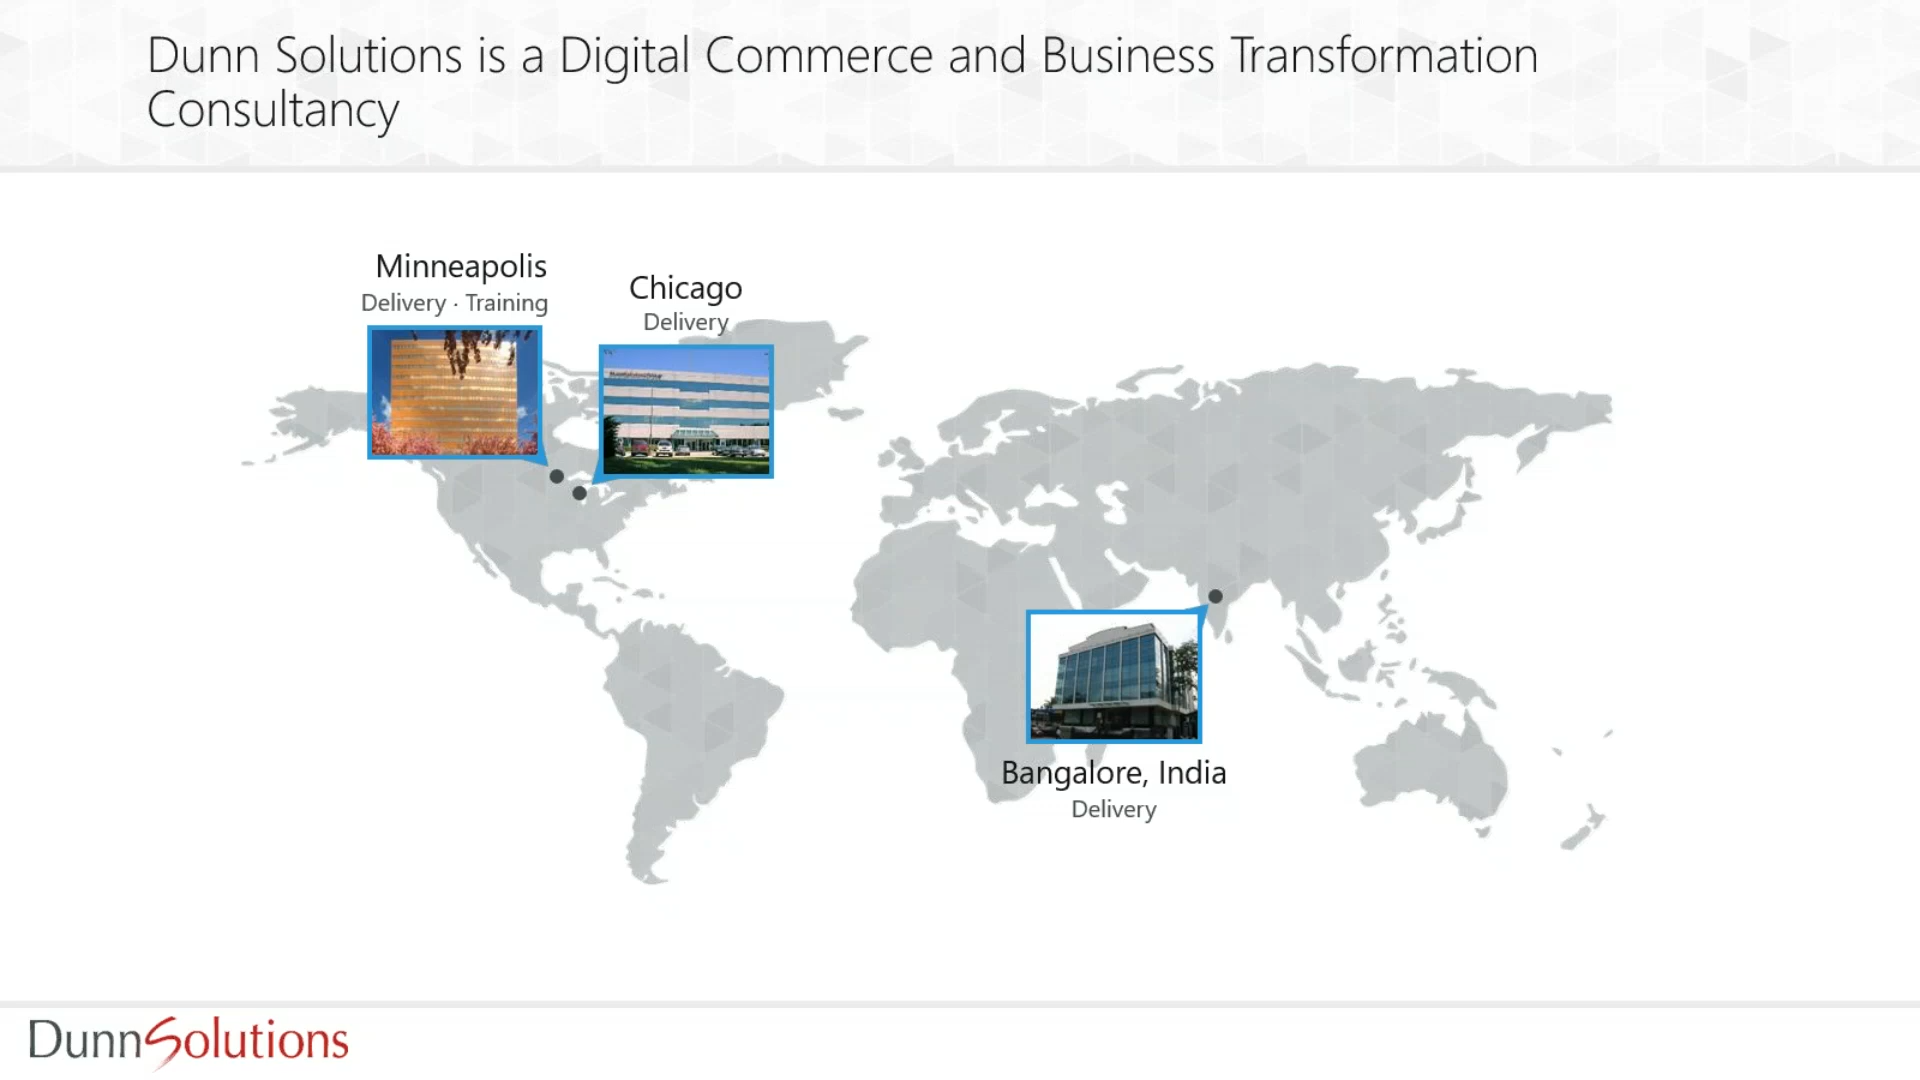 Dunn Solutions is a Digital Commerce and Business Transformation
Consultancy
Minneapolis
Delivery · Training
Chicago
Delivery
Bangalore, India
Delivery
DunnSolutions